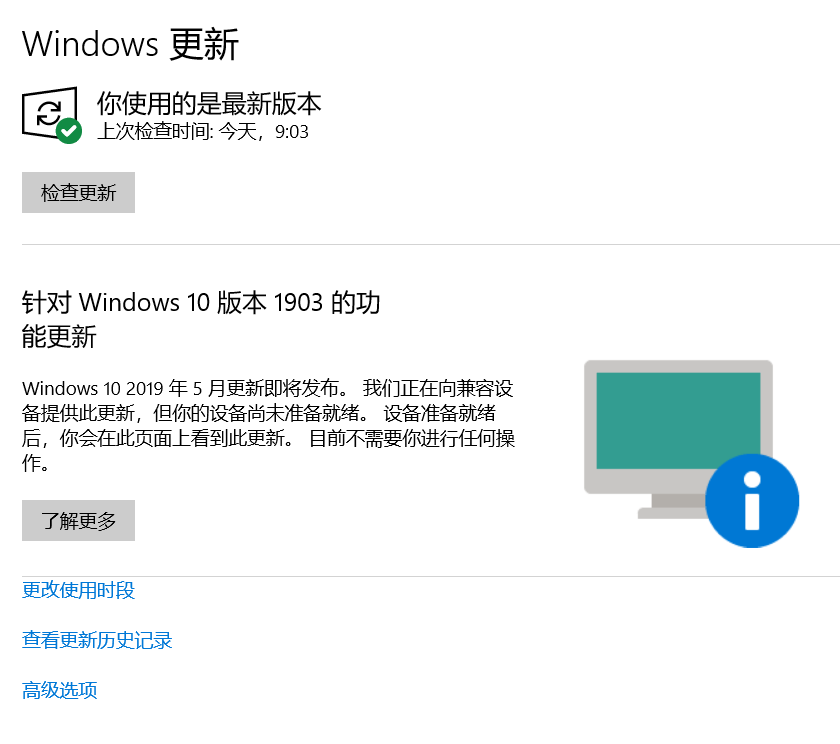 Windows 更新
你使用的是最新版本
上次检查时间: 今天，9:03
检查更新
针对 Windows 10 版本 1903 的功
能更新
Windows 10 2019 年 5 月更新即将发布。 我们正在向兼容设
备提供此更新，但你的设备尚未准备就绪。 设备准备就绪
后，你会在此页面上看到此更新。 目前不需要你进行任何操
作。
了解更多
更改使用时段
查看更新历史记录
高级选项